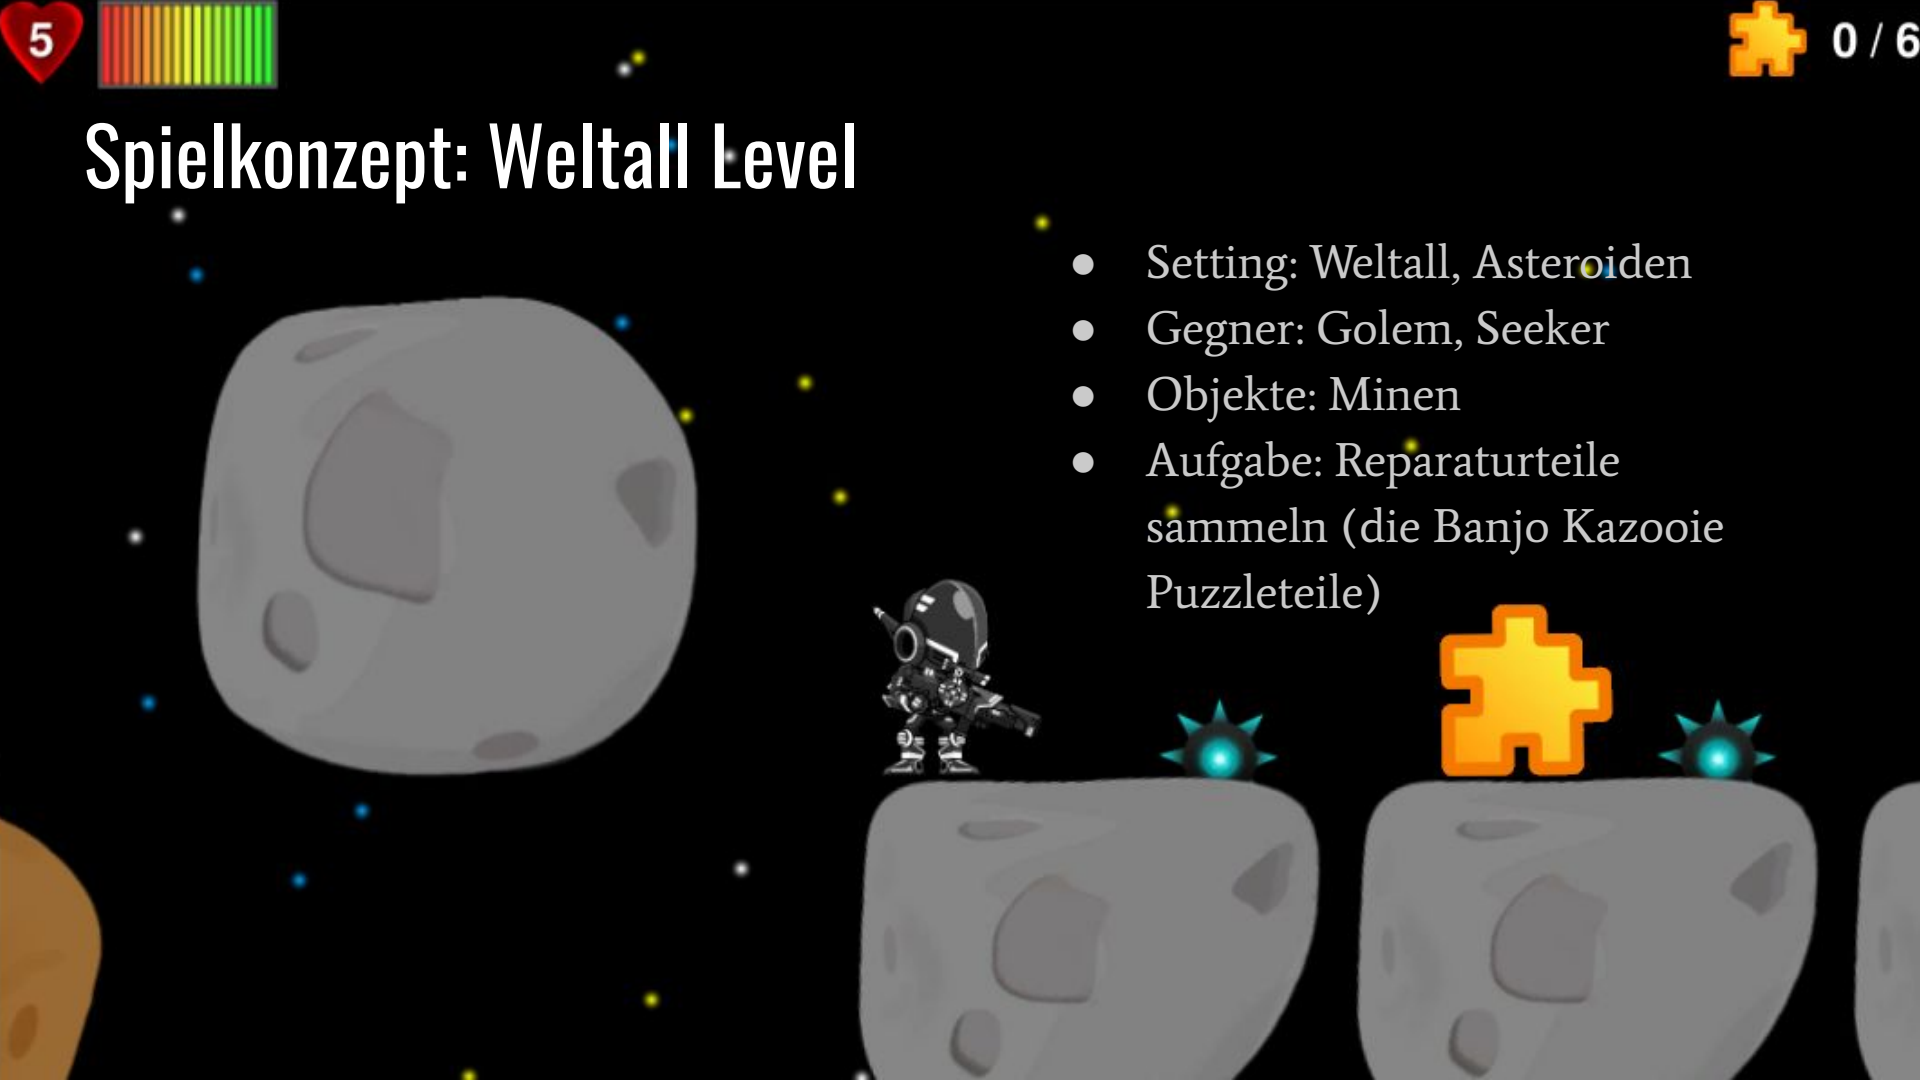 5
0 / 6
Spielkonzept: Weltall Level
● Setting: Weltall, Asteroiden
● Gegner: Golem, Seeker
● Objekte: Minen
● Aufgabe: Reparaturteile
sammeln (die Banjo Kazooie
Puzzleteile)